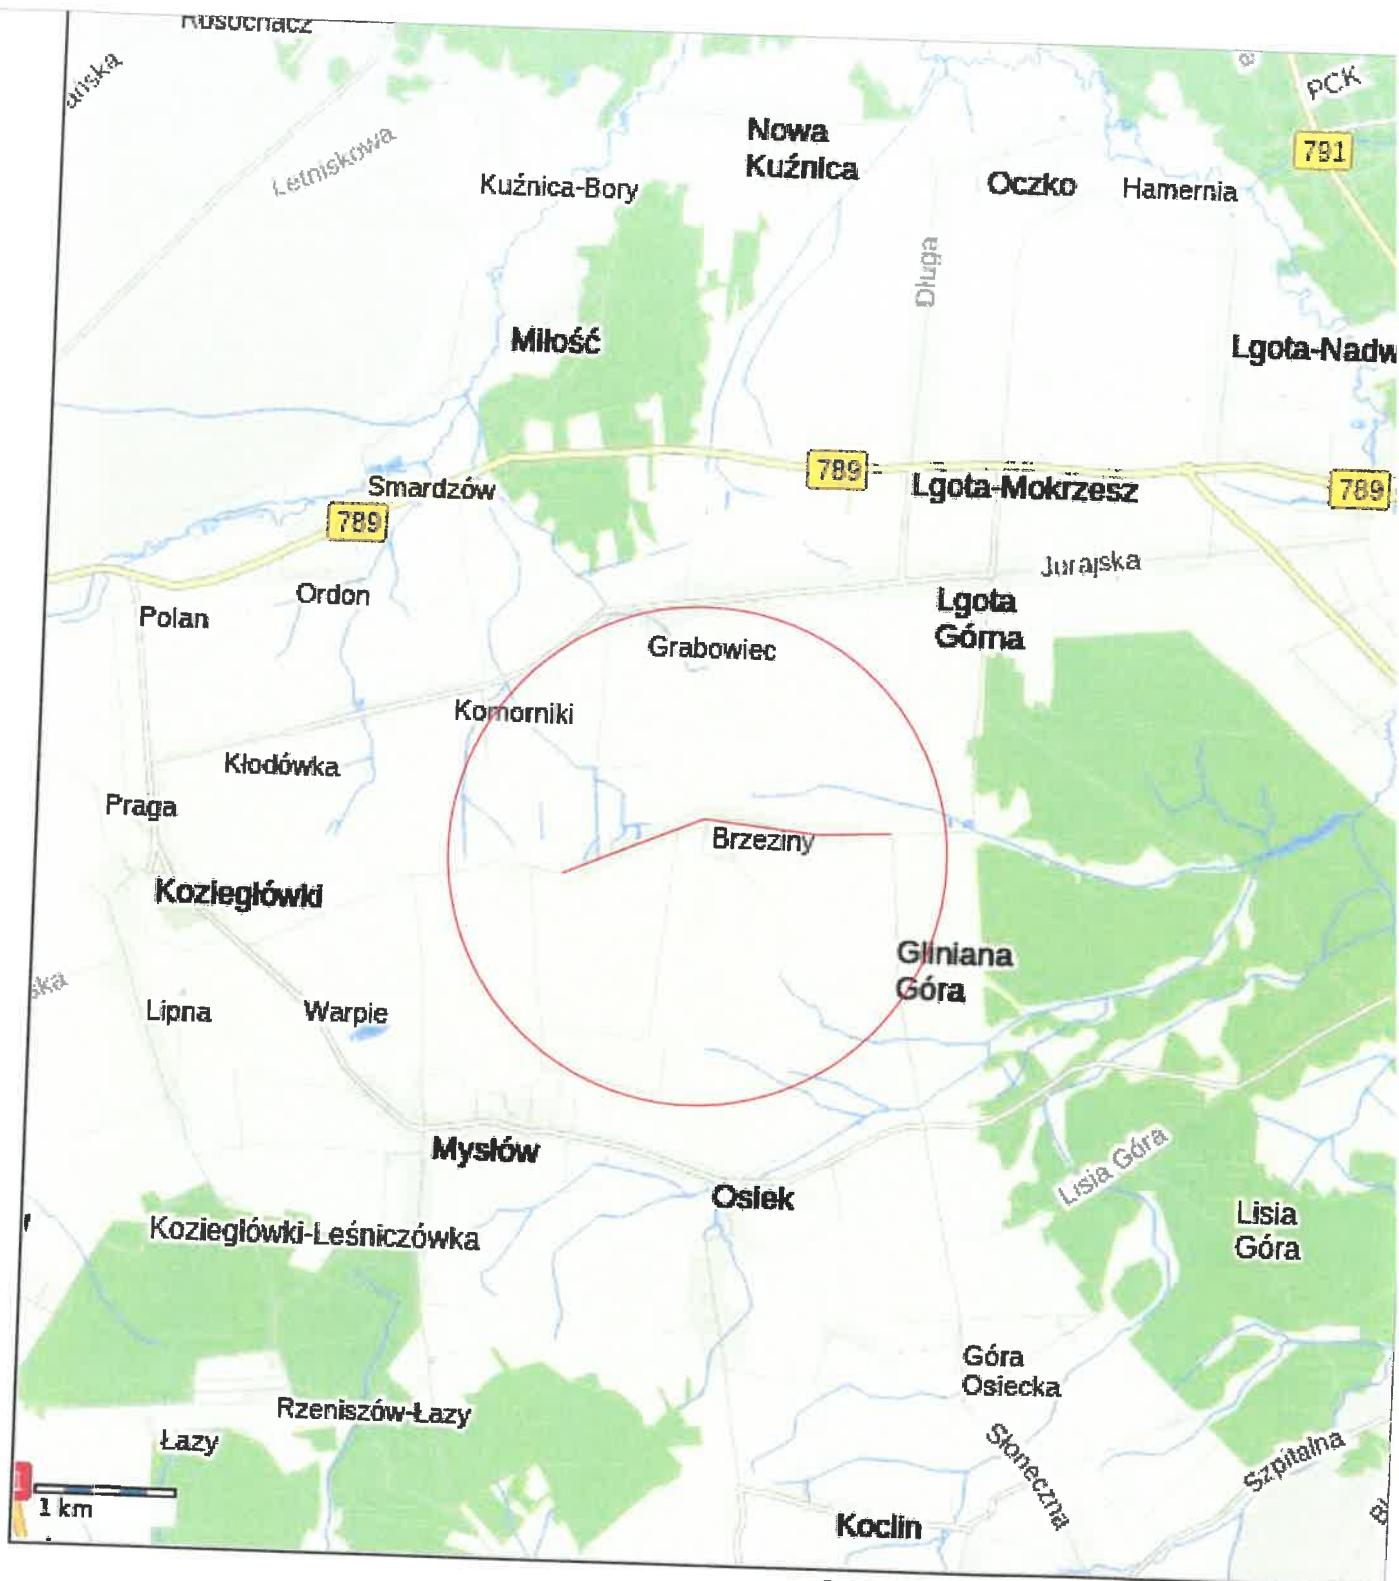 Rosochacz
PCK
Letniskowa
Nowa
Kuźnica
791
Kuźnica-Bory
Oczko
Hamernia
Długa
Miłość
Lgota-Nadw
789
Smardzów
Lgota-Mokrzesz
789
789
Jurajska
Ordon
Polan
Lgota
Górna
Grabowiec
Komorniki
Kłodówka
Praga
Brzeziny
Koziegłówki
Gliniana
Góra
ska
Lipna
Warpie
Mysłów
Lisia Góra
Osiek
Lisia
Góra
Koziegłówki-Leśniczówka
Góra
Osiecka
Rzeniszów-Łazy
Łazy
Słoneczna
Szpitalna
1 km
Koclin